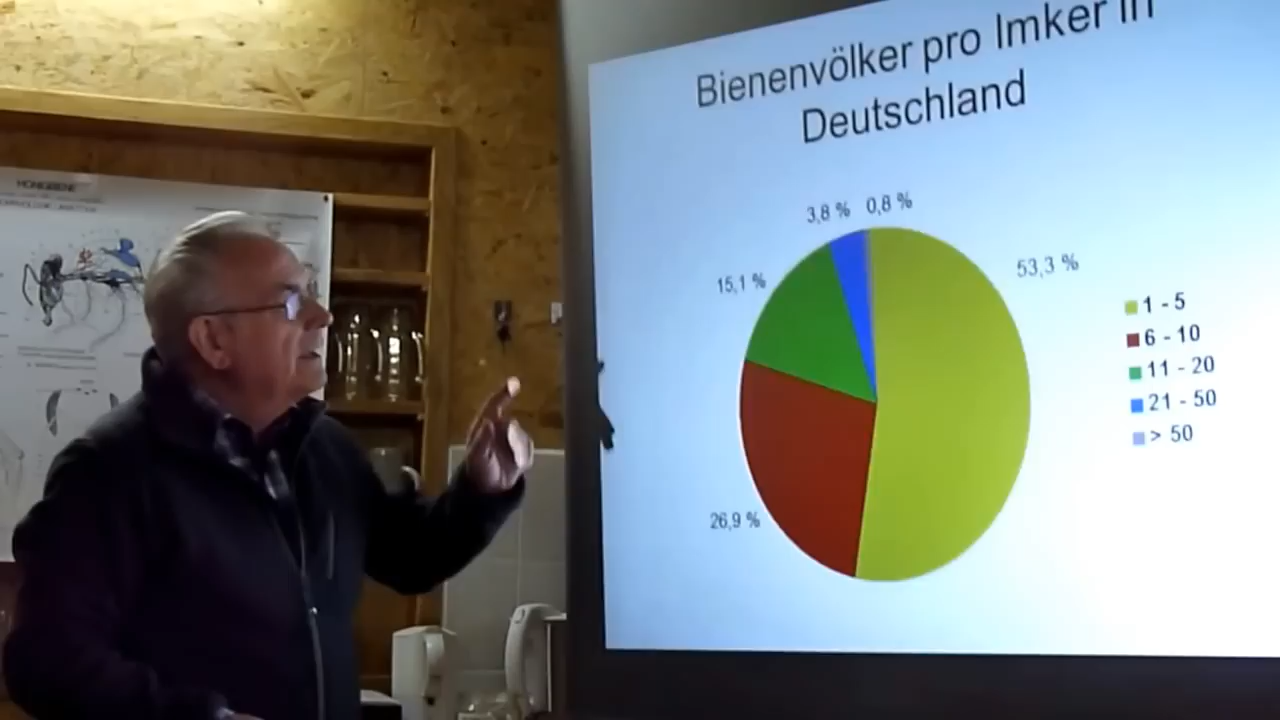 HONIGBIENE
Bienenvölker pro Imker in
Deutschland
3,8 % 0,8 %
53,3 %
15,1 %
26,9 %
1 - 5
6 - 10
11 - 20
21 - 50
> 50